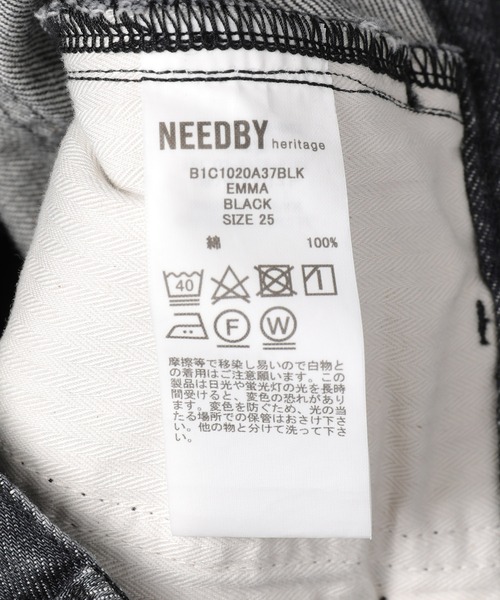 NEEDBY heritage
B1C1020A37BLK
EMMA
BLACK
SIZE 25
綿 100%
40
F W
摩擦等で移染し易いので白物と
の着用はご注意願います。この
製品は日光や蛍光灯の光を長時
間受けると、変色の恐れがあり
ます。変色を防ぐため、光の当
たる場所での保管はおさけ下さ
い。他の物と分けて洗って下さ
い。